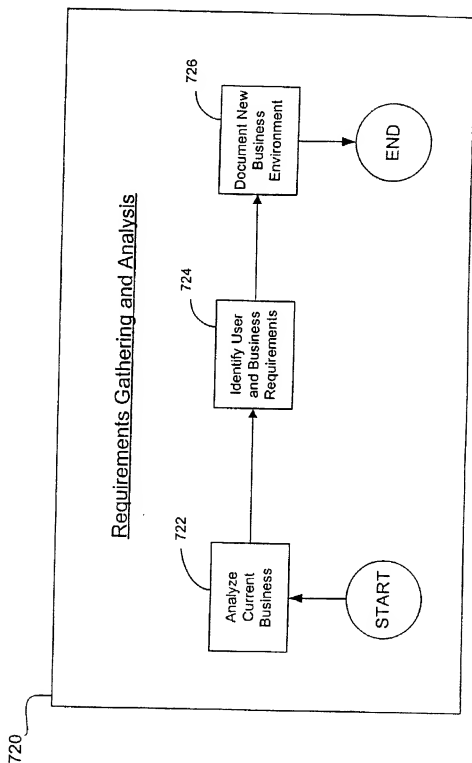 720
Requirements Gathering and Analysis
722
Analyze
Current
Business
724
Identify User
and Business
Requirements
726
Document New
Business
Environment
START
END